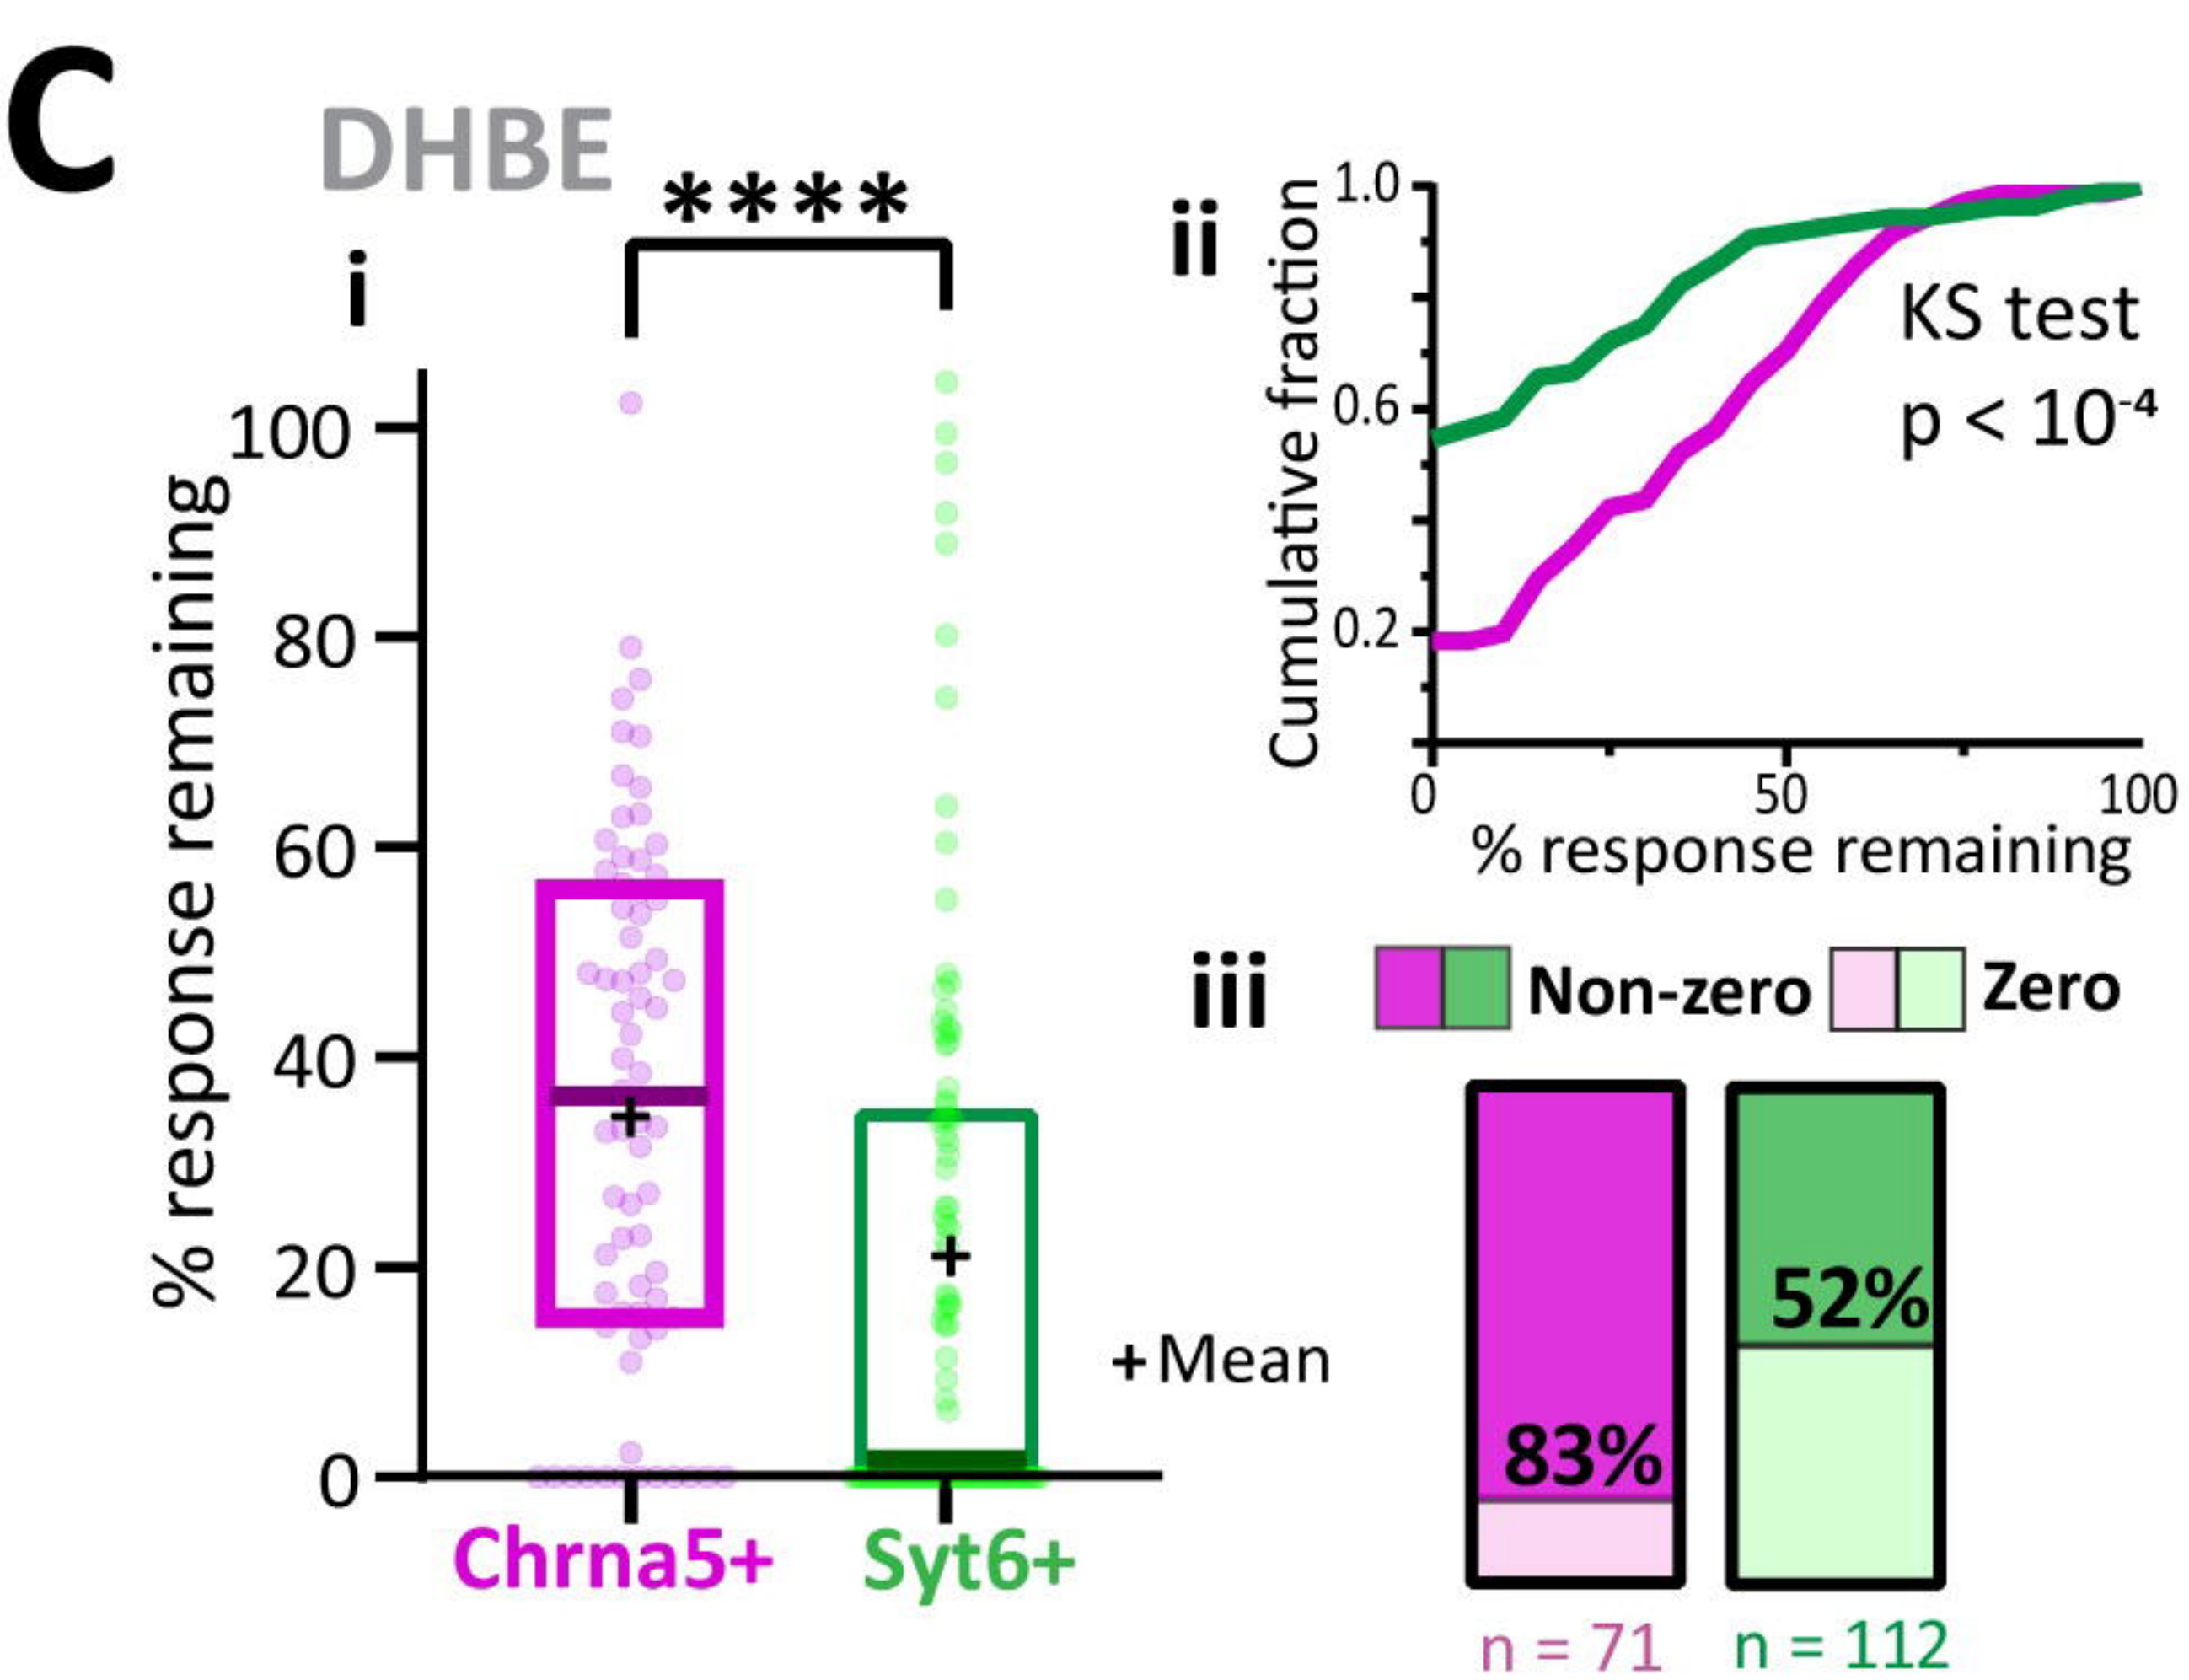 C
DHBE
****
i
% response remaining
100
80
60
40
20
0
Chrna5+
Syt6+
+Mean
ii
Cumulative fraction
1.0
0.6
0.2
0
50
100
% response remaining
KS test
p < 10⁻⁴
iii
Non-zero
Zero
83%
52%
n = 71
n = 112